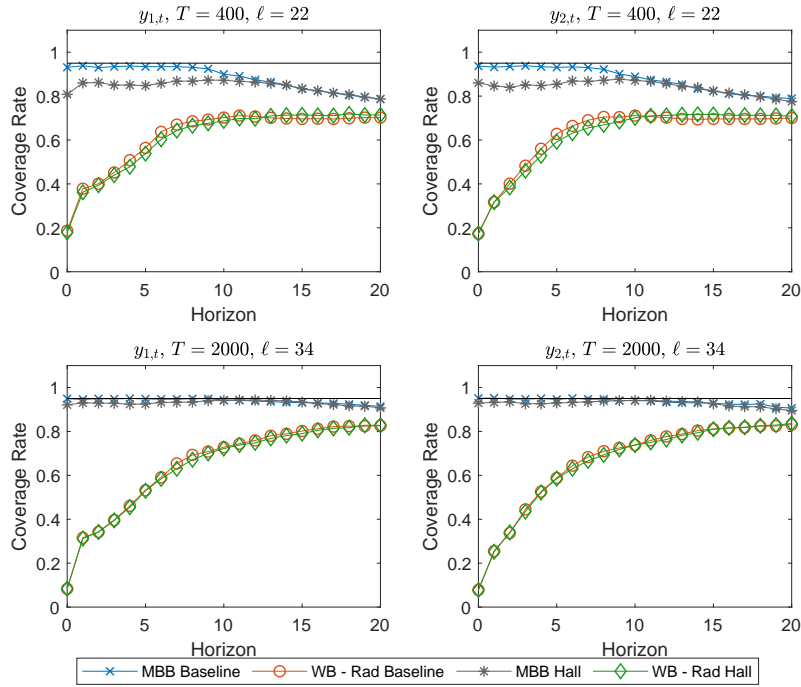 y1,t, T = 400, ℓ = 22
Coverage Rate
1
0.8
0.6
0.4
0.2
0
0 5 10 15 20
Horizon
y2,t, T = 400, ℓ = 22
Coverage Rate
1
0.8
0.6
0.4
0.2
0
0 5 10 15 20
Horizon
y1,t, T = 2000, ℓ = 34
Coverage Rate
1
0.8
0.6
0.4
0.2
0
0 5 10 15 20
Horizon
y2,t, T = 2000, ℓ = 34
Coverage Rate
1
0.8
0.6
0.4
0.2
0
0 5 10 15 20
Horizon
MBB Baseline WB - Rad Baseline MBB Hall WB - Rad Hall